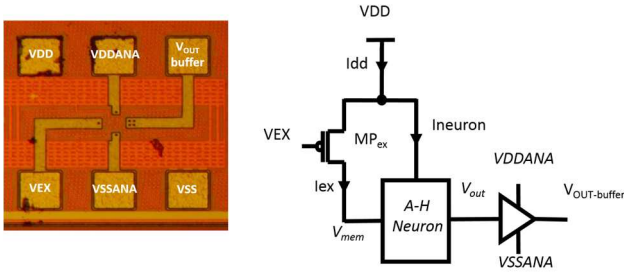 VDD
VDDANA
VOUT
buffer
VEX
VSSANA
VSS
VDD
Idd
Ineuron
VEX
MPex
Iex
Vmem
A-H
Neuron
Vout
VDDANA
VOUT-buffer
VSSANA